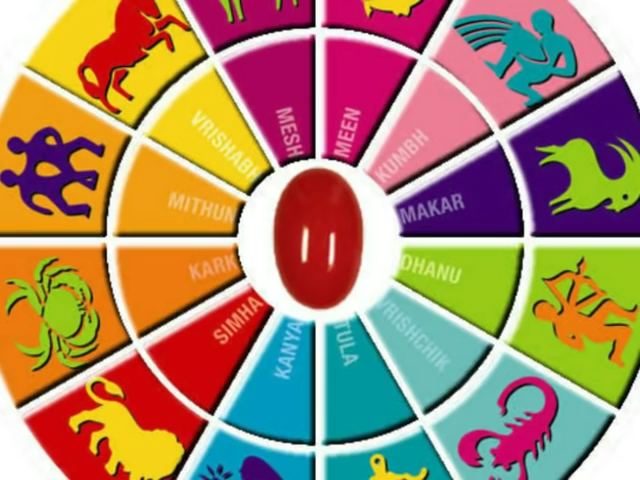 MESH
MEEN
KUMBH
MAKAR
DHANU
VRISHCHIK
TULA
KANYA
SIMHA
KARK
MITHUN
VRISHABH